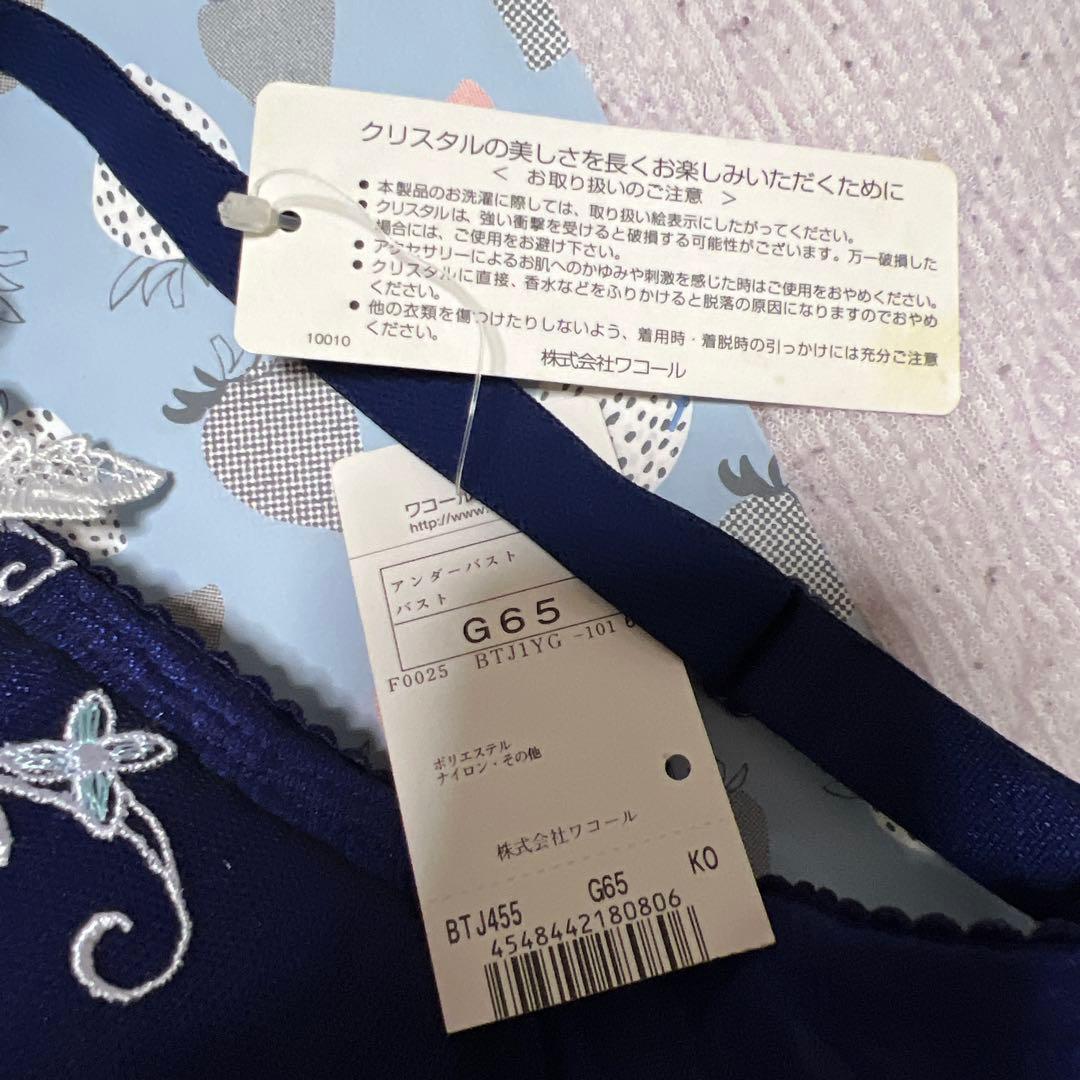 クリスタルの美しさを長くお楽しみいただくために
< お取り扱いのご注意 >
● 本製品のお洗濯に際しては、取り扱い絵表示にしたがってください。
● クリスタルは、強い衝撃を受けると破損する可能性がございます。万一破損した
場合には、ご使用をお避け下さい。
● アクセサリーによるお肌へのかゆみや刺激を感じた時はご使用をおやめください。
● クリスタルに直接、香水などをふりかけると脱落の原因になりますのでおやめ
ください。
● 他の衣類を傷つけたりしないよう、着用時・着脱時の引っかけには充分ご注意
ください。
10010
株式会社ワコール
ワコール
http://www.
アンダーバスト
バスト
G65
F0025 BTJ1YG -101
ポリエステル
ナイロン・その他
株式会社ワコール
BTJ455 G65 KO
4548442180806